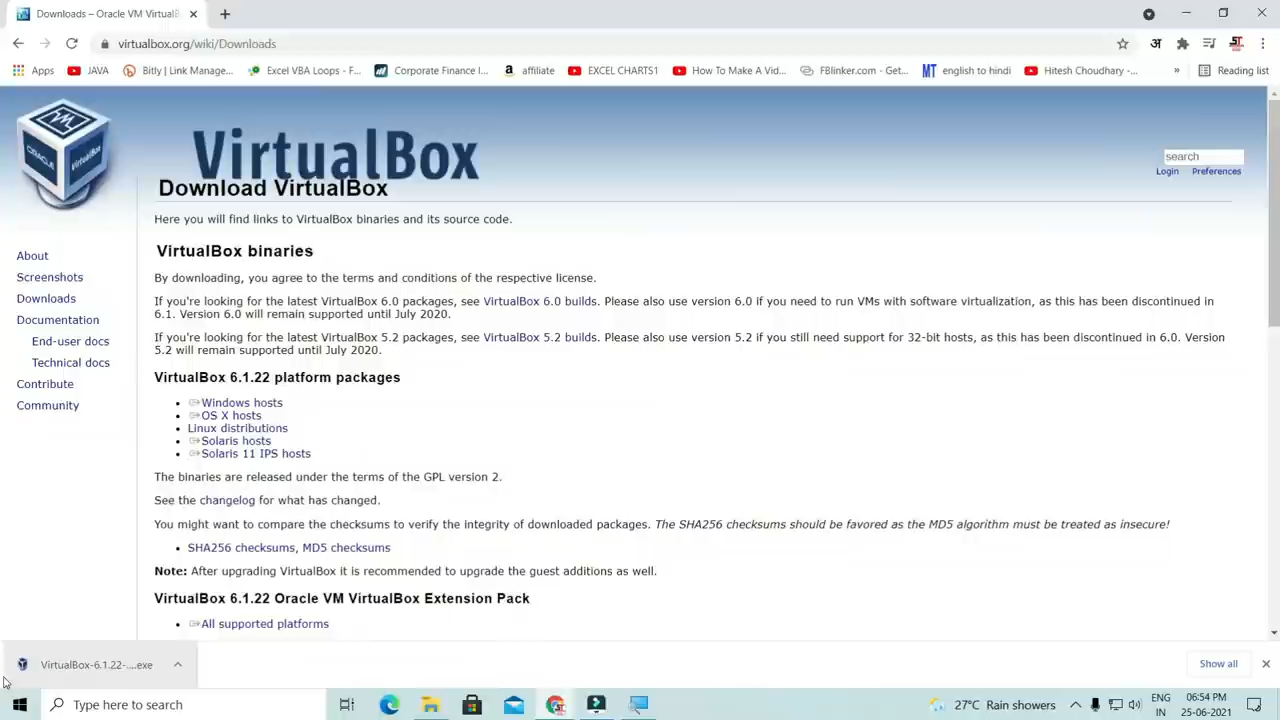 Downloads – Oracle VM Virtual
virtualbox.org/wiki/Downloads
Apps JAVA Bitly | Link Manage... Excel VBA Loops - F... Corporate Finance I... affiliate EXCEL CHARTS1 How To Make A Vid... FBlinker.com - Get... MT english to hindi Hitesh Choudhary -... » Reading list
ORACLE VirtualBox
VirtualBox
search
Login Preferences
About
Screenshots
Downloads
Documentation
End-user docs
Technical docs
Contribute
Community
Download VirtualBox
Here you will find links to VirtualBox binaries and its source code.
VirtualBox binaries
By downloading, you agree to the terms and conditions of the respective license.
If you're looking for the latest VirtualBox 6.0 packages, see VirtualBox 6.0 builds. Please also use version 6.0 if you need to run VMs with software virtualization, as this has been discontinued in
6.1. Version 6.0 will remain supported until July 2020.
If you're looking for the latest VirtualBox 5.2 packages, see VirtualBox 5.2 builds. Please also use version 5.2 if you still need support for 32-bit hosts, as this has been discontinued in 6.0. Version
5.2 will remain supported until July 2020.
VirtualBox 6.1.22 platform packages
• Windows hosts
• OS X hosts
• Linux distributions
• Solaris hosts
• Solaris 11 IPS hosts
The binaries are released under the terms of the GPL version 2.
See the changelog for what has changed.
You might want to compare the checksums to verify the integrity of downloaded packages. The SHA256 checksums should be favored as the MD5 algorithm must be treated as insecure!
• SHA256 checksums, MD5 checksums
Note: After upgrading VirtualBox it is recommended to upgrade the guest additions as well.
VirtualBox 6.1.22 Oracle VM VirtualBox Extension Pack
• All supported platforms
VirtualBox-6.1.22-....exe
Show all
Type here to search
27°C Rain showers
ENG
IN
06:54 PM
25-06-2021